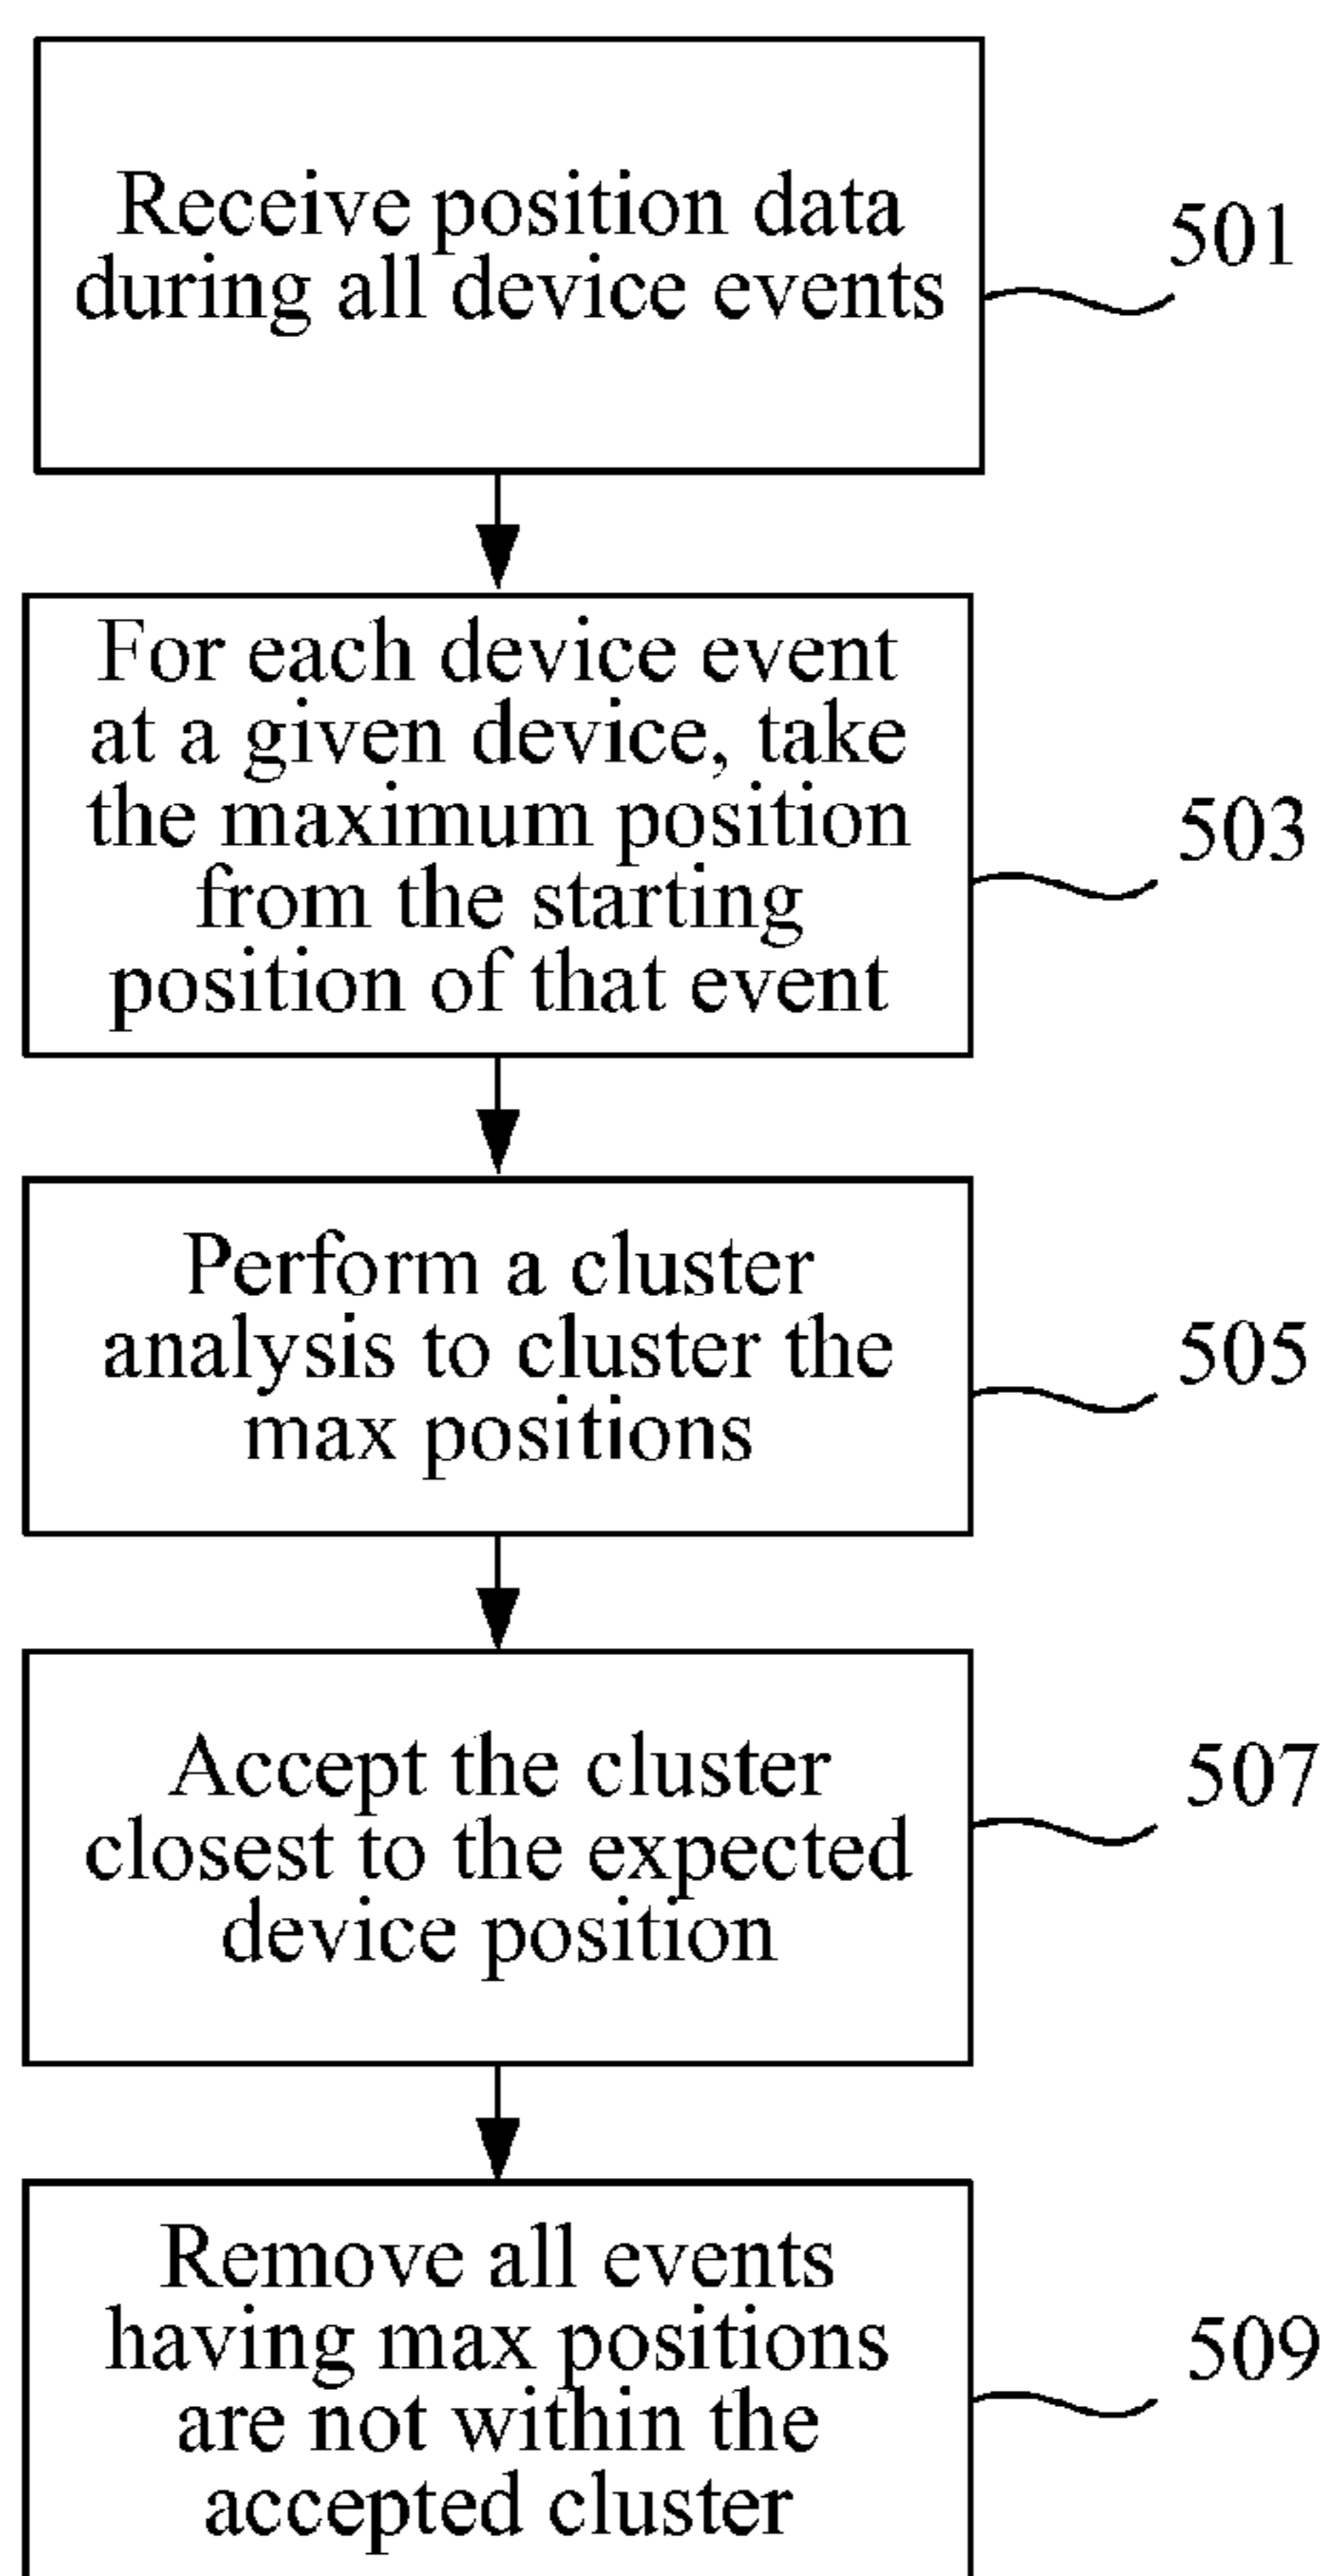 Receive position data
during all device events
501
For each device event
at a given device, take
the maximum position
from the starting
position of that event
503
Perform a cluster
analysis to cluster the
max positions
505
Accept the cluster
closest to the expected
device position
507
Remove all events
having max positions
are not within the
accepted cluster
509